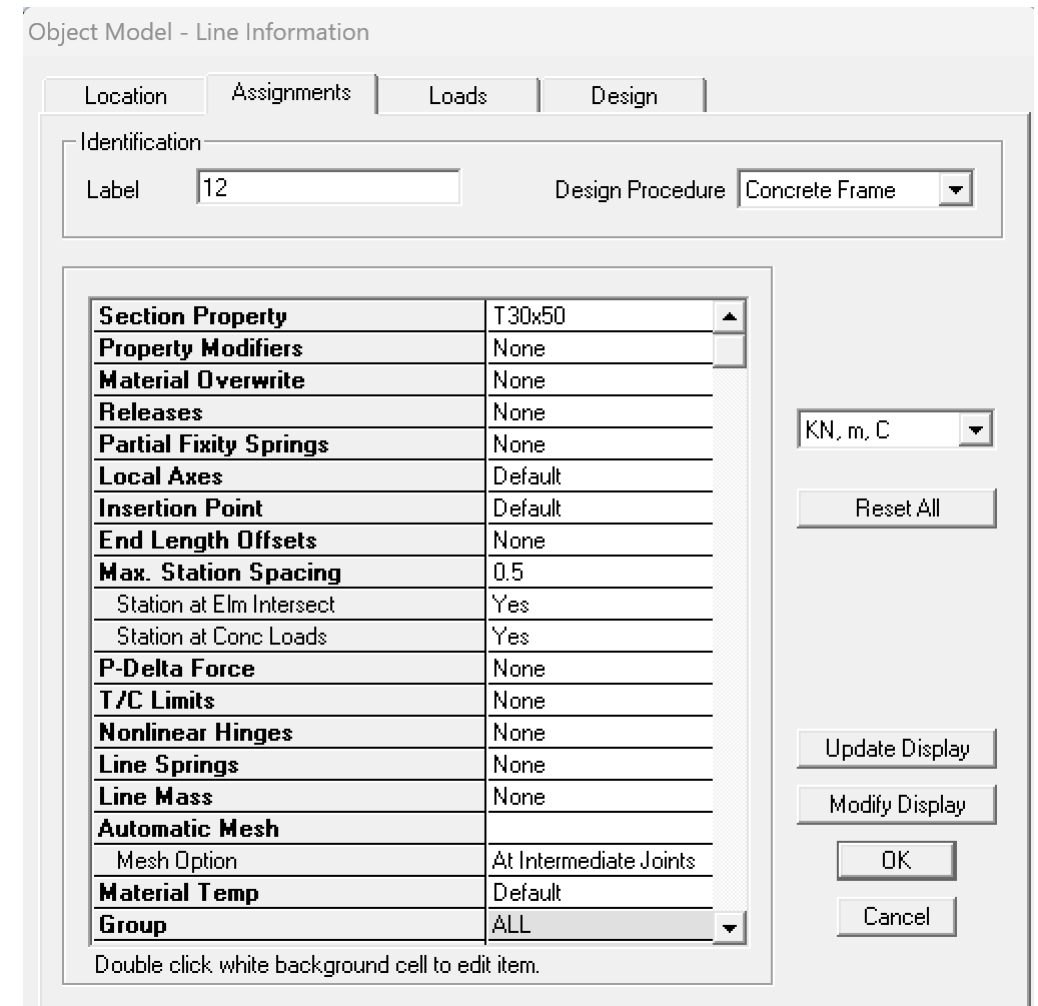 Object Model - Line Information
Location Assignments Loads Design
Identification
Label 12 Design Procedure Concrete Frame
Section Property T30x50
Property Modifiers None
Material Overwrite None
Releases None
Partial Fixity Springs None
Local Axes Default
Insertion Point Default
End Length Offsets None
Max. Station Spacing 0.5
Station at Elm Intersect Yes
Station at Conc Loads Yes
P-Delta Force None
T/C Limits None
Nonlinear Hinges None
Line Springs None
Line Mass None
Automatic Mesh
Mesh Option At Intermediate Joints
Material Temp Default
Group ALL
Double click white background cell to edit item.
KN, m, C
Reset All
Update Display
Modify Display
OK
Cancel